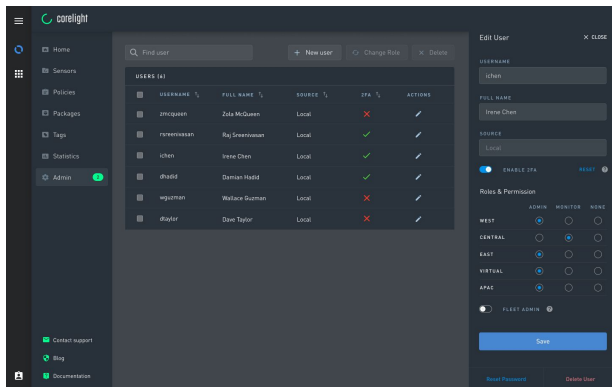 corelight
Home
Sensors
Policies
Packages
Tags
Statistics
Admin
Contact support
Blog
Documentation
Find user
+ New user
Change Role
× Delete
USERS (6)
USERNAME FULL NAME SOURCE 2FA ACTIONS
zmcqueen Zola McQueen Local
rsreenivasan Raj Sreenivasan Local
ichen Irene Chen Local
dhadid Damian Hadid Local
wguzman Wallace Guzman Local
dtayler Dave Taylor Local
Edit User
× CLOSE
USERNAME
ichen
FULL NAME
Irene Chen
SOURCE
Local
ENABLE 2FA
RESET ?
Roles & Permission
ADMIN MONITOR NONE
WEST
CENTRAL
EAST
VIRTUAL
APAC
FLEET ADMIN ?
Save
Reset Password
Delete User